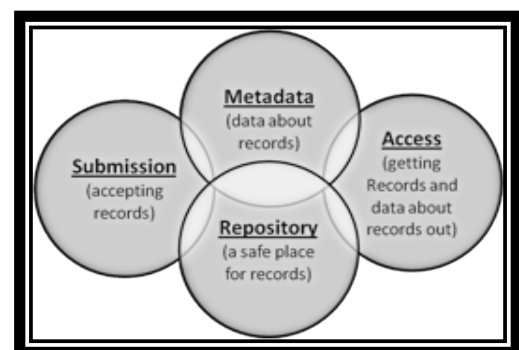 Metadata
(data about
records)
Submission
(accepting
records)
Access
(getting
Records and
data about
records out)
Repository
(a safe place
for records)